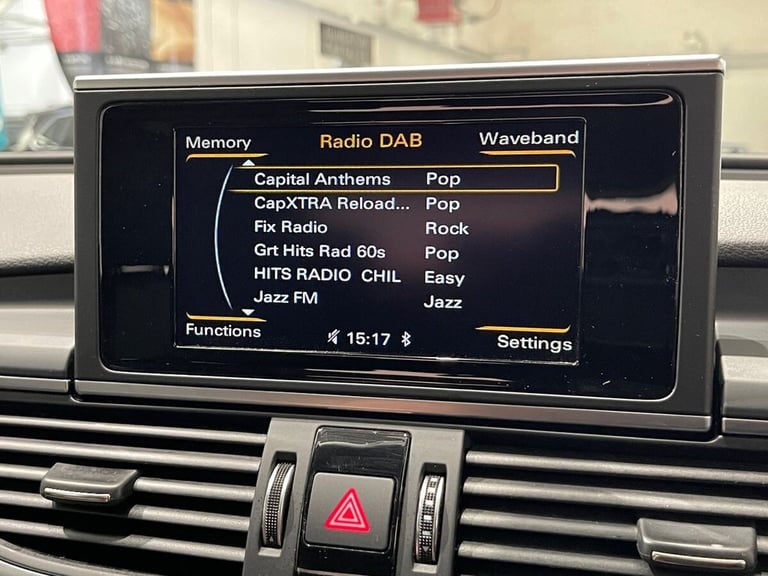 Memory Radio DAB Waveband
Capital Anthems Pop
CapXTRA Reload... Pop
Fix Radio Rock
Grt Hits Rad 60s Pop
HITS RADIO CHIL Easy
Jazz FM Jazz
Functions 15:17 Settings